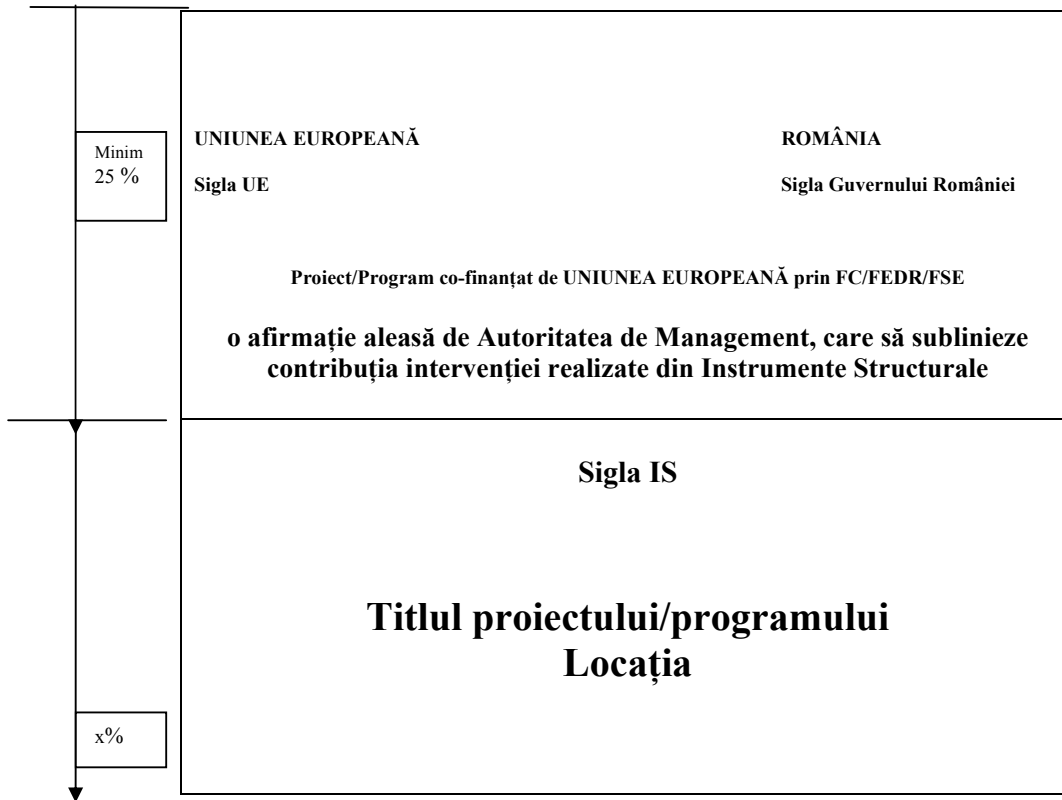 Minim
25 %
UNIUNEA EUROPEANĂ ROMÂNIA
Sigla UE Sigla Guvernului României
Proiect/Program co-finanțat de UNIUNEA EUROPEANĂ prin FC/FEDR/FSE
o afirmație aleasă de Autoritatea de Management, care să sublinieze
contribuția intervenției realizate din Instrumente Structurale
Sigla IS
Titlul proiectului/programului
Locația
x%